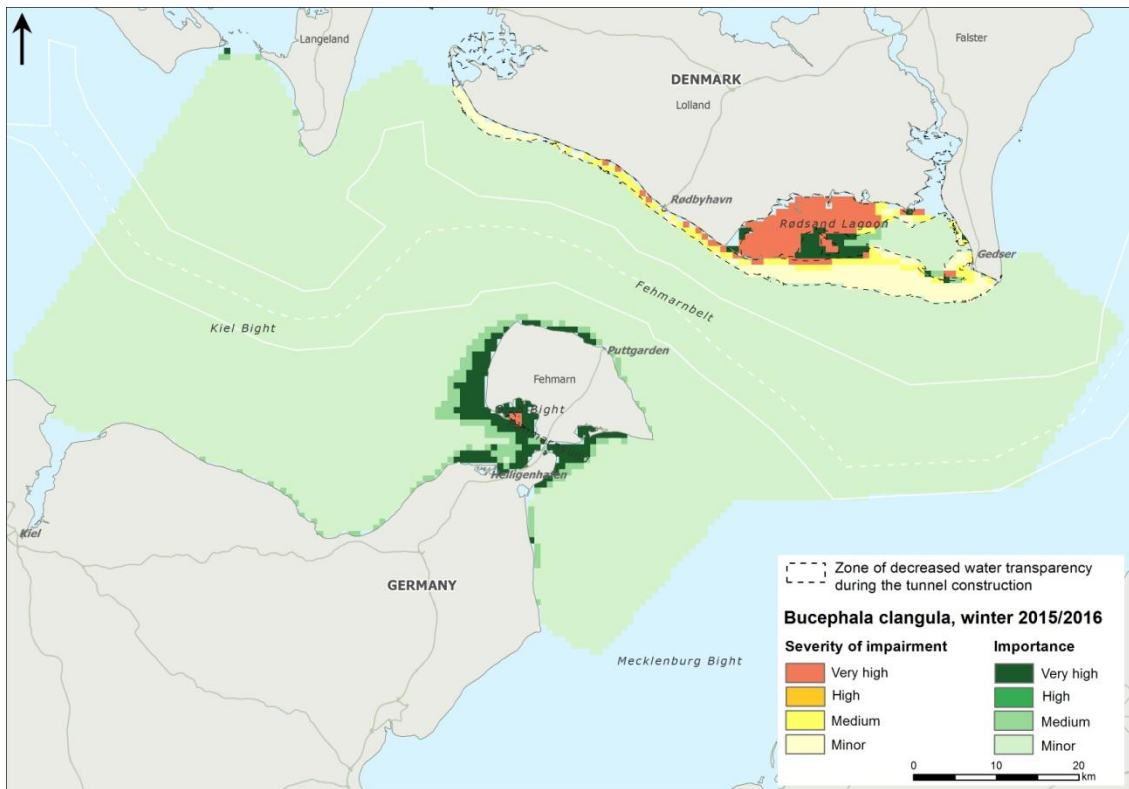 Langeland
Falster
DENMARK
Lolland
Rødbyhavn
Rødsand Lagoon
Gedser
Fehmarnbelt
Kiel Bight
Puttgarden
Fehmarn
Bight
Heiligenhafen
Kiel
GERMANY
Mecklenburg Bight
Zone of decreased water transparency
during the tunnel construction
Bucephala clangula, winter 2015/2016
Severity of impairment Importance
Very high Very high
High High
Medium Medium
Minor Minor
0 10 20
km